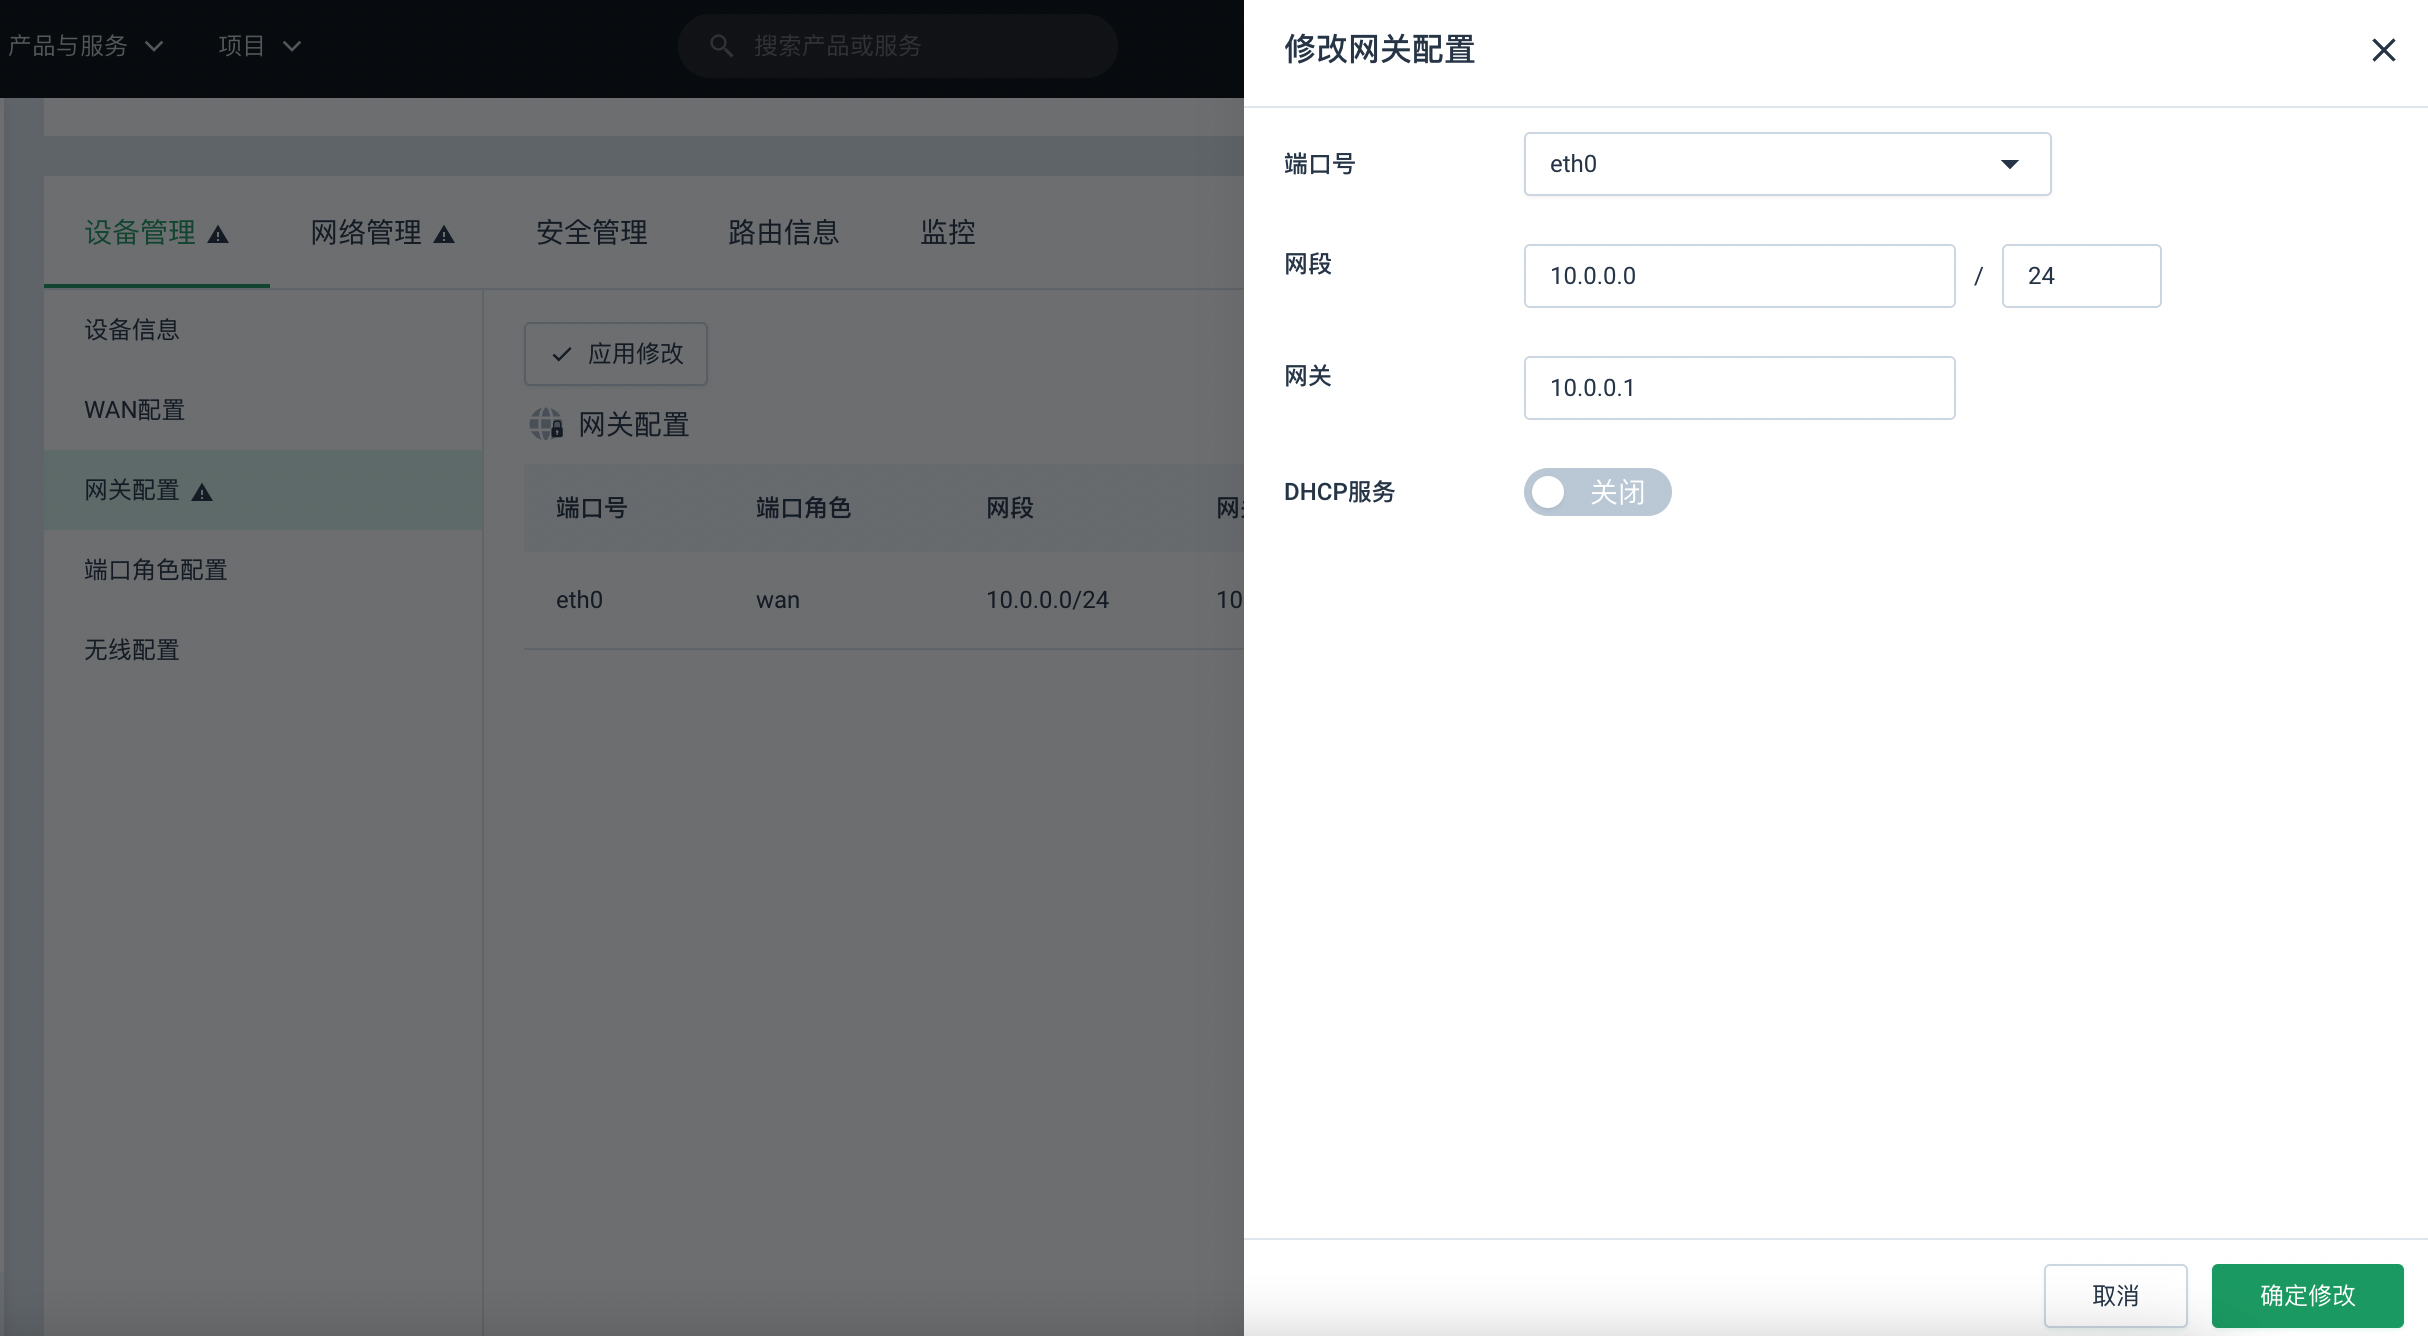 产品与服务 项目 搜索产品或服务
设备管理 网络管理 安全管理 路由信息 监控
设备信息
WAN配置
网关配置
端口角色配置
无线配置
应用修改
网关配置
端口号 端口角色 网段 网
eth0 wan 10.0.0.0/24 10
修改网关配置
端口号 eth0
网段 10.0.0.0 / 24
网关 10.0.0.1
DHCP服务 关闭
取消 确定修改